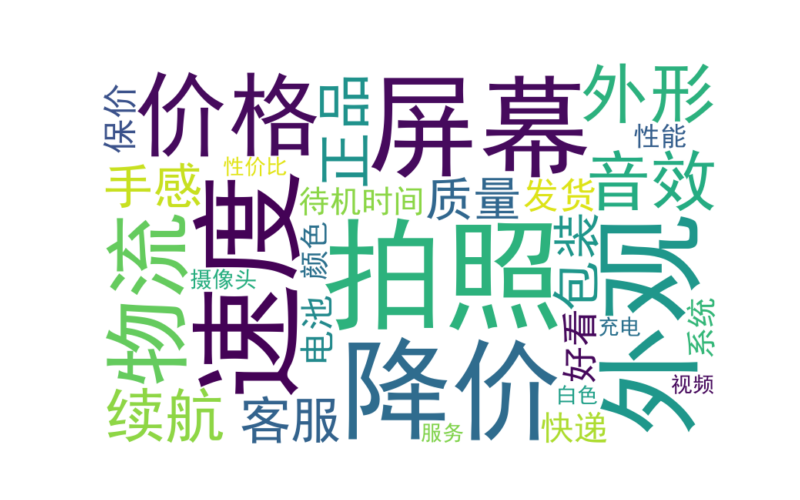 保价
价格
正品
屏幕
外形
性能
性价比
手感
待机时间
质量
发货
音效
物流
速度
颜色
拍照
包装
外观
摄像头
电池
好看
充电
系统
续航
客服
降价
白色
视频
服务
快递